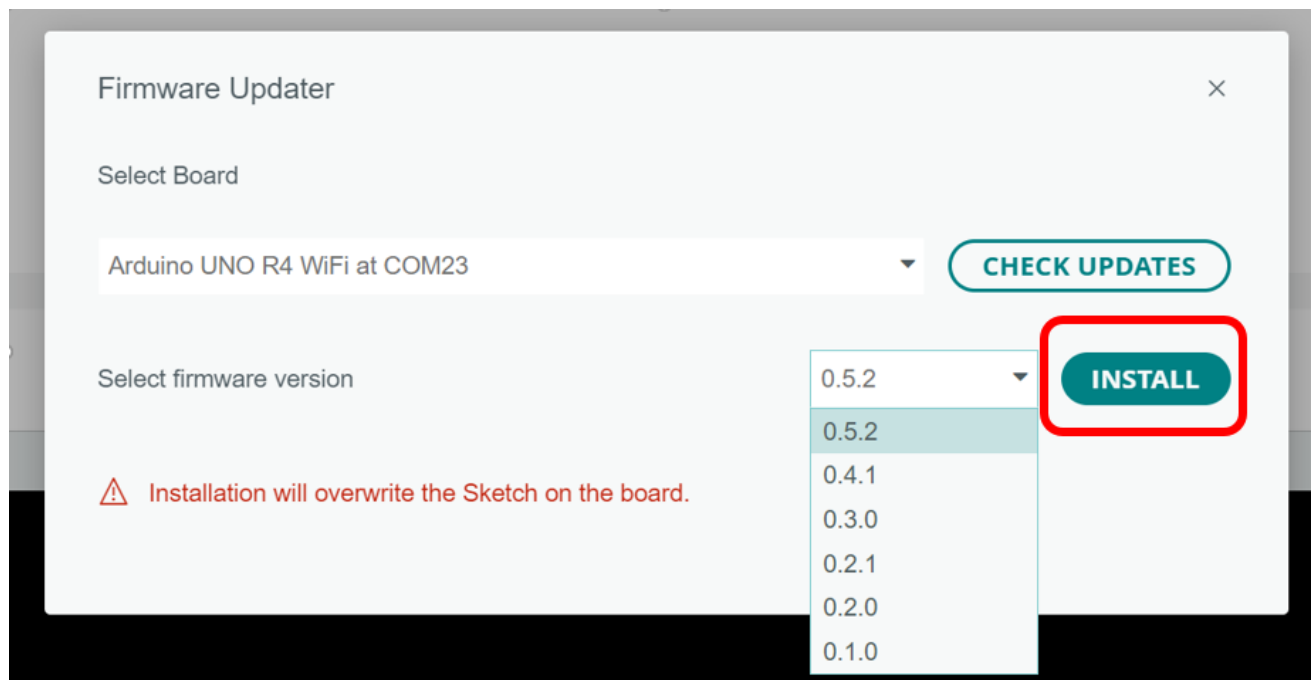 Firmware Updater
Select Board
Arduino UNO R4 WiFi at COM23
CHECK UPDATES
Select firmware version
0.5.2
INSTALL
0.5.2
0.4.1
Installation will overwrite the Sketch on the board.
0.3.0
0.2.1
0.2.0
0.1.0